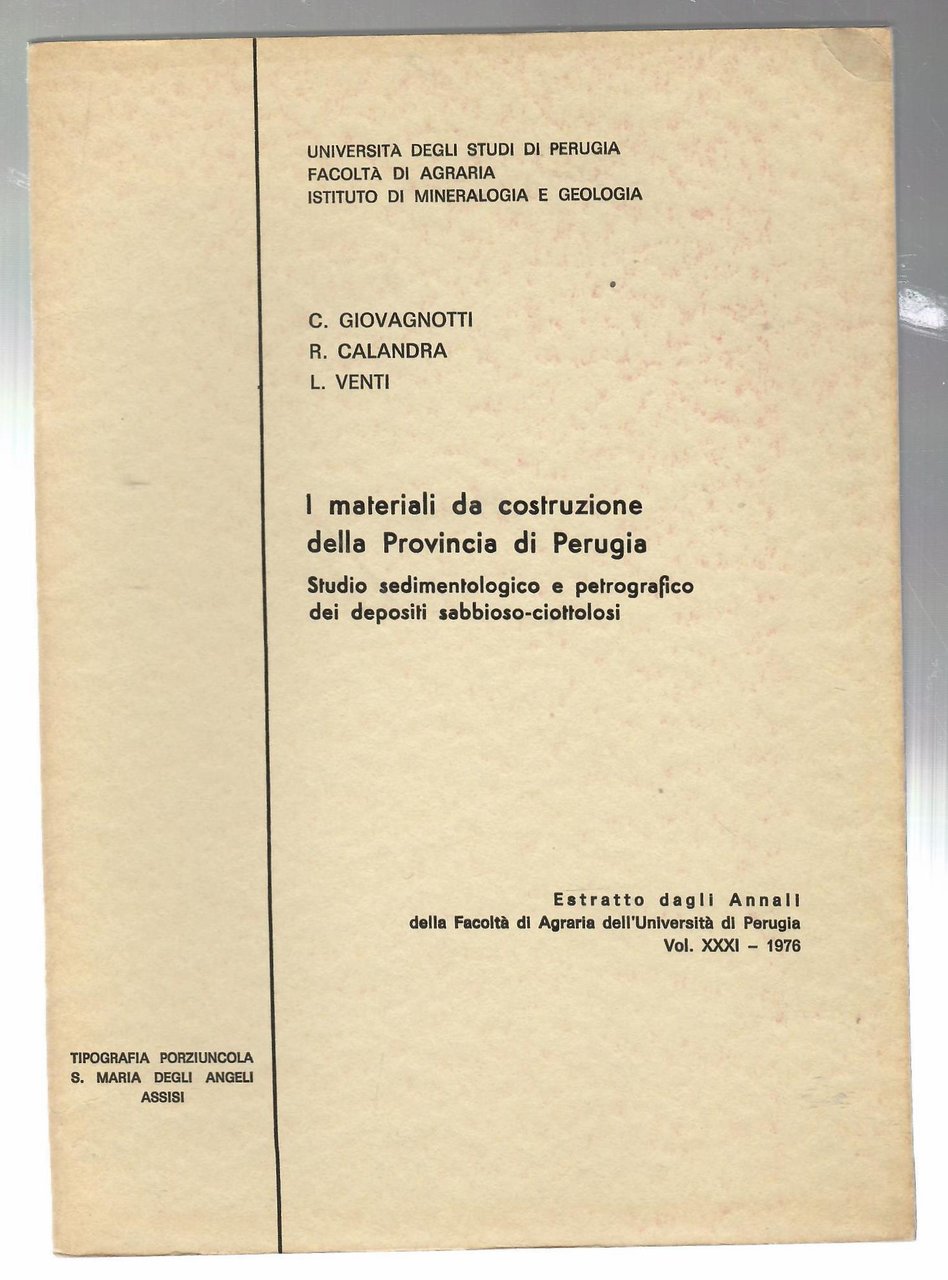 UNIVERSITÀ DEGLI STUDI DI PERUGIA
FACOLTÀ DI AGRARIA
ISTITUTO DI MINERALOGIA E GEOLOGIA
C. GIOVAGNOTTI
R. CALANDRA
L. VENTI
I materiali da costruzione
della Provincia di Perugia
Studio sedimentologico e petrografico
dei depositi sabbioso-ciottolosi
Estratto dagli Annali
della Facoltà di Agraria dell'Università di Perugia
Vol. XXXI – 1976
TIPOGRAFIA PORZIUNCOLA
S. MARIA DEGLI ANGELI
ASSISI